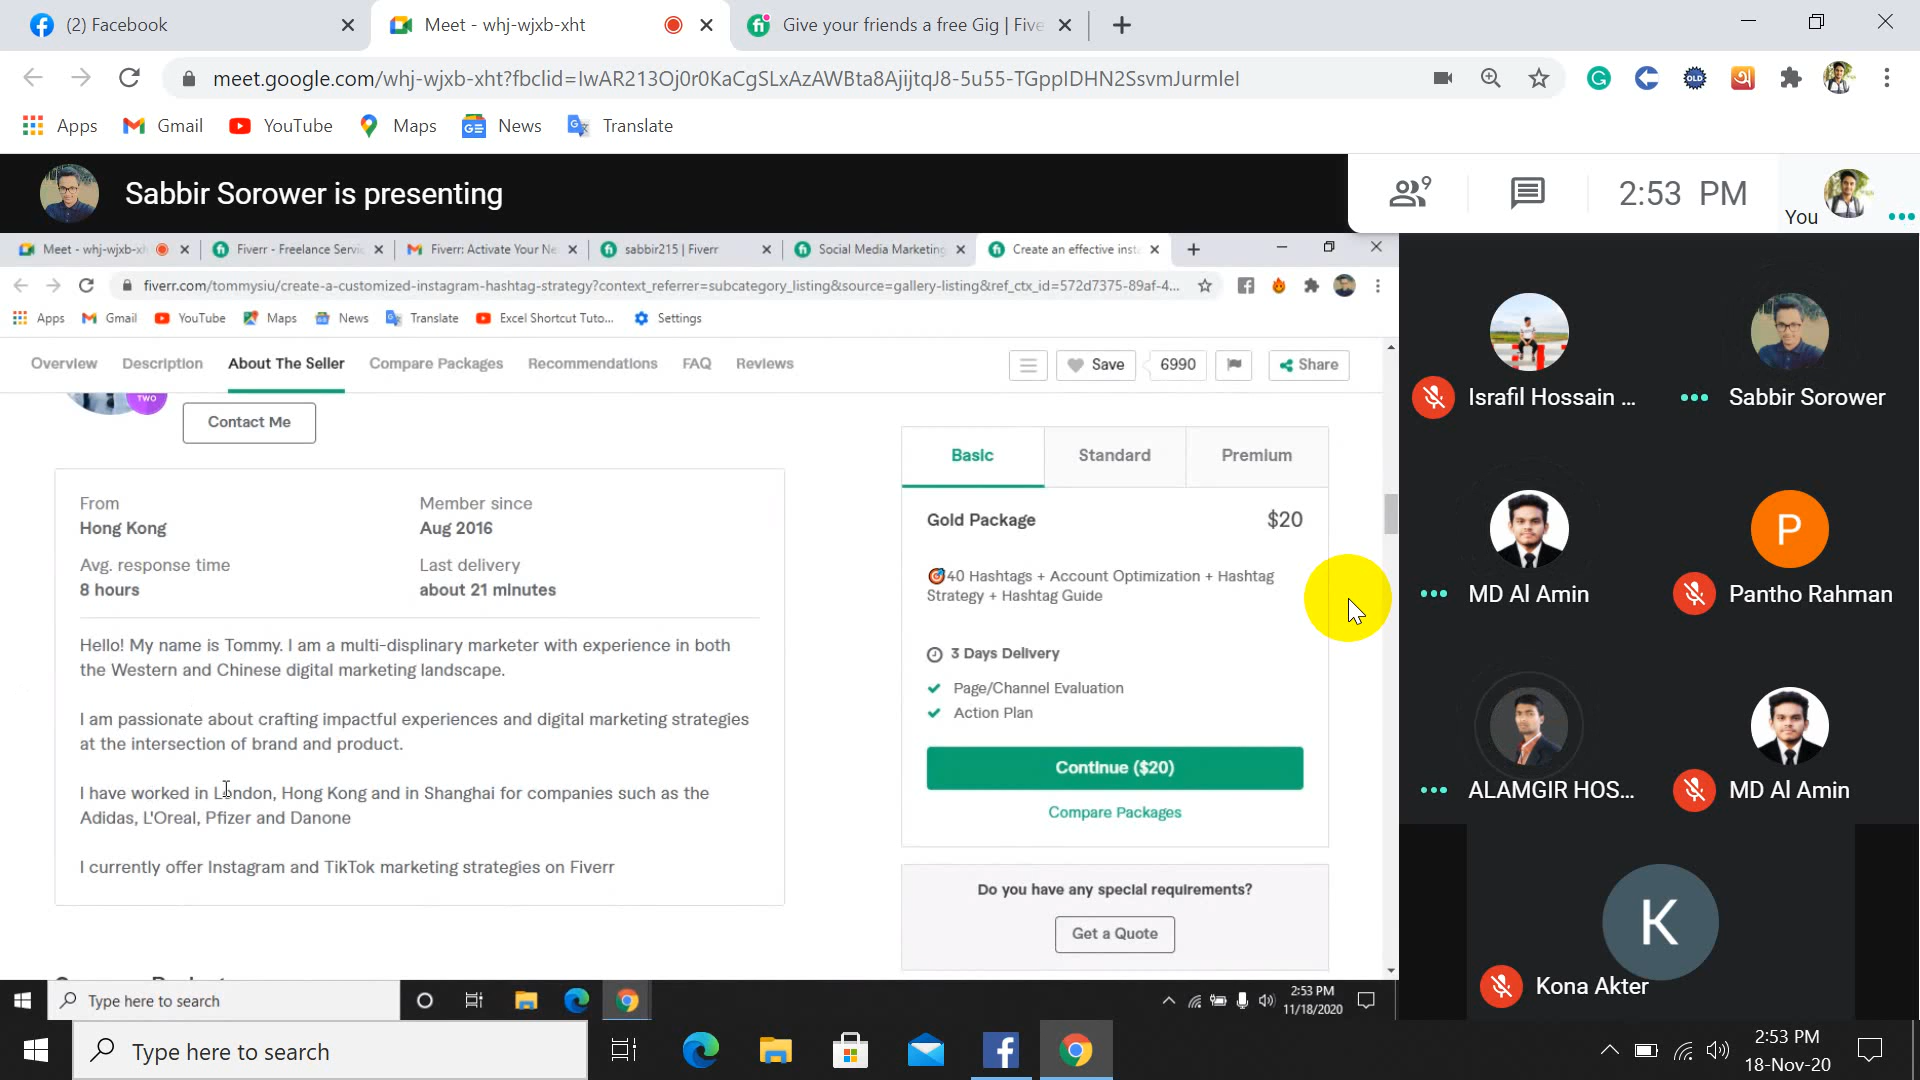 (2) Facebook
Meet - whj-wjxb-xht
Give your friends a free Gig | Five
meet.google.com/whj-wjxb-xht?fbclid=IwAR213Oj0r0KaCgSLxAzAWBta8AjijtqJ8-5u55-TGppIDHN2SsvmJurmIeI
OLD
Apps
Gmail
YouTube
Maps
News
Translate
Sabbir Sorower is presenting
9
2:53 PM
You
Meet - whj-wjxb-xh
Fiverr - Freelance Servic
Fiverr: Activate Your Ne
sabbir215 | Fiverr
Social Media Marketing
Create an effective inst
fiverr.com/tommysiu/create-a-customized-instagram-hashtag-strategy?context_referrer=subcategory_listing&source=gallery-listing&ref_ctx_id=572d7375-89af-4...
Apps
Gmail
YouTube
Maps
News
Translate
Excel Shortcut Tuto...
Settings
Overview
Description
About The Seller
Compare Packages
Recommendations
FAQ
Reviews
Save
6990
Share
TWO
Contact Me
From
Hong Kong
Member since
Aug 2016
Avg. response time
8 hours
Last delivery
about 21 minutes
Hello! My name is Tommy. I am a multi-displinary marketer with experience in both
the Western and Chinese digital marketing landscape.
I am passionate about crafting impactful experiences and digital marketing strategies
at the intersection of brand and product.
I have worked in London, Hong Kong and in Shanghai for companies such as the
Adidas, L'Oreal, Pfizer and Danone
I currently offer Instagram and TikTok marketing strategies on Fiverr
Basic
Standard
Premium
Gold Package
$20
40 Hashtags + Account Optimization + Hashtag
Strategy + Hashtag Guide
3 Days Delivery
Page/Channel Evaluation
Action Plan
Continue ($20)
Compare Packages
Do you have any special requirements?
Get a Quote
Israfil Hossain ...
Sabbir Sorower
MD Al Amin
P
Pantho Rahman
ALAMGIR HOS...
MD Al Amin
K
Kona Akter
Type here to search
2:53 PM
11/18/2020
Type here to search
2:53 PM
18-Nov-20